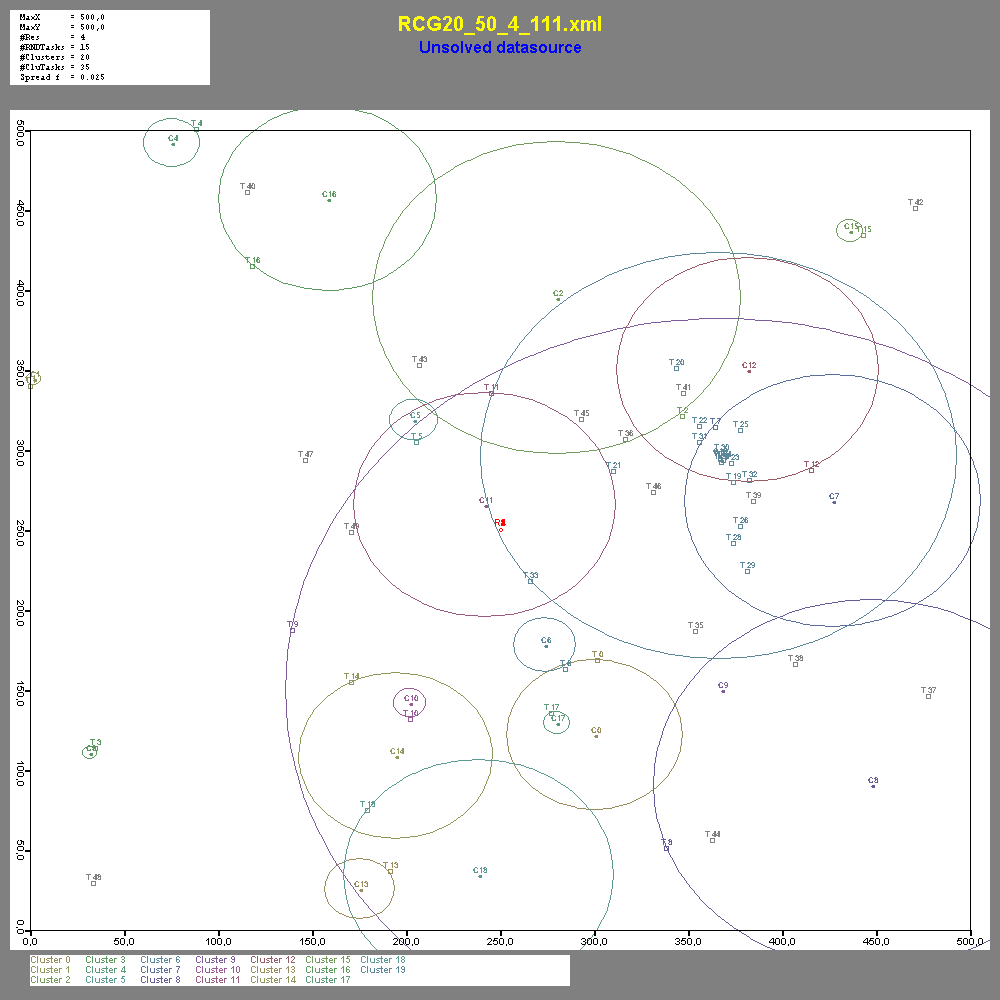 MaxX = 500,0
MaxY = 500,0
#Res = 4
#RNDTasks = 15
#Clusters = 20
#CluTasks = 35
Spread f = 0.025
RCG20_50_4_111.xml
Unsolved datasource
500,0
T 4
C4
T 40
C16
T 42
C15
T 15
450,0
T 16
400,0
C2
350,0
T 43
T 20
C12
C1
T 11
T 41
C5
T 45
T 2
T 22
T 7
T 25
T 5
T 36
T 31
300,0
T 47
T 30
T 23
T 12
T 21
T 19
T 32
T 46
T 39
C11
C7
250,0
T 49
T 26
T 28
T 33
T 29
200,0
T 9
T 35
C6
T 0
T 38
T 6
150,0
T 14
C9
T 37
C10
T 10
T 17
C17
C0
T 3
C14
100,0
C8
T 18
50,0
T 8
T 44
T 13
C13
C18
T 48
0,0
0,0 50,0 100,0 150,0 200,0 250,0 300,0 350,0 400,0 450,0 500,0
Cluster 0 Cluster 3 Cluster 6 Cluster 9 Cluster 12 Cluster 15 Cluster 18
Cluster 1 Cluster 4 Cluster 7 Cluster 10 Cluster 13 Cluster 16 Cluster 19
Cluster 2 Cluster 5 Cluster 8 Cluster 11 Cluster 14 Cluster 17